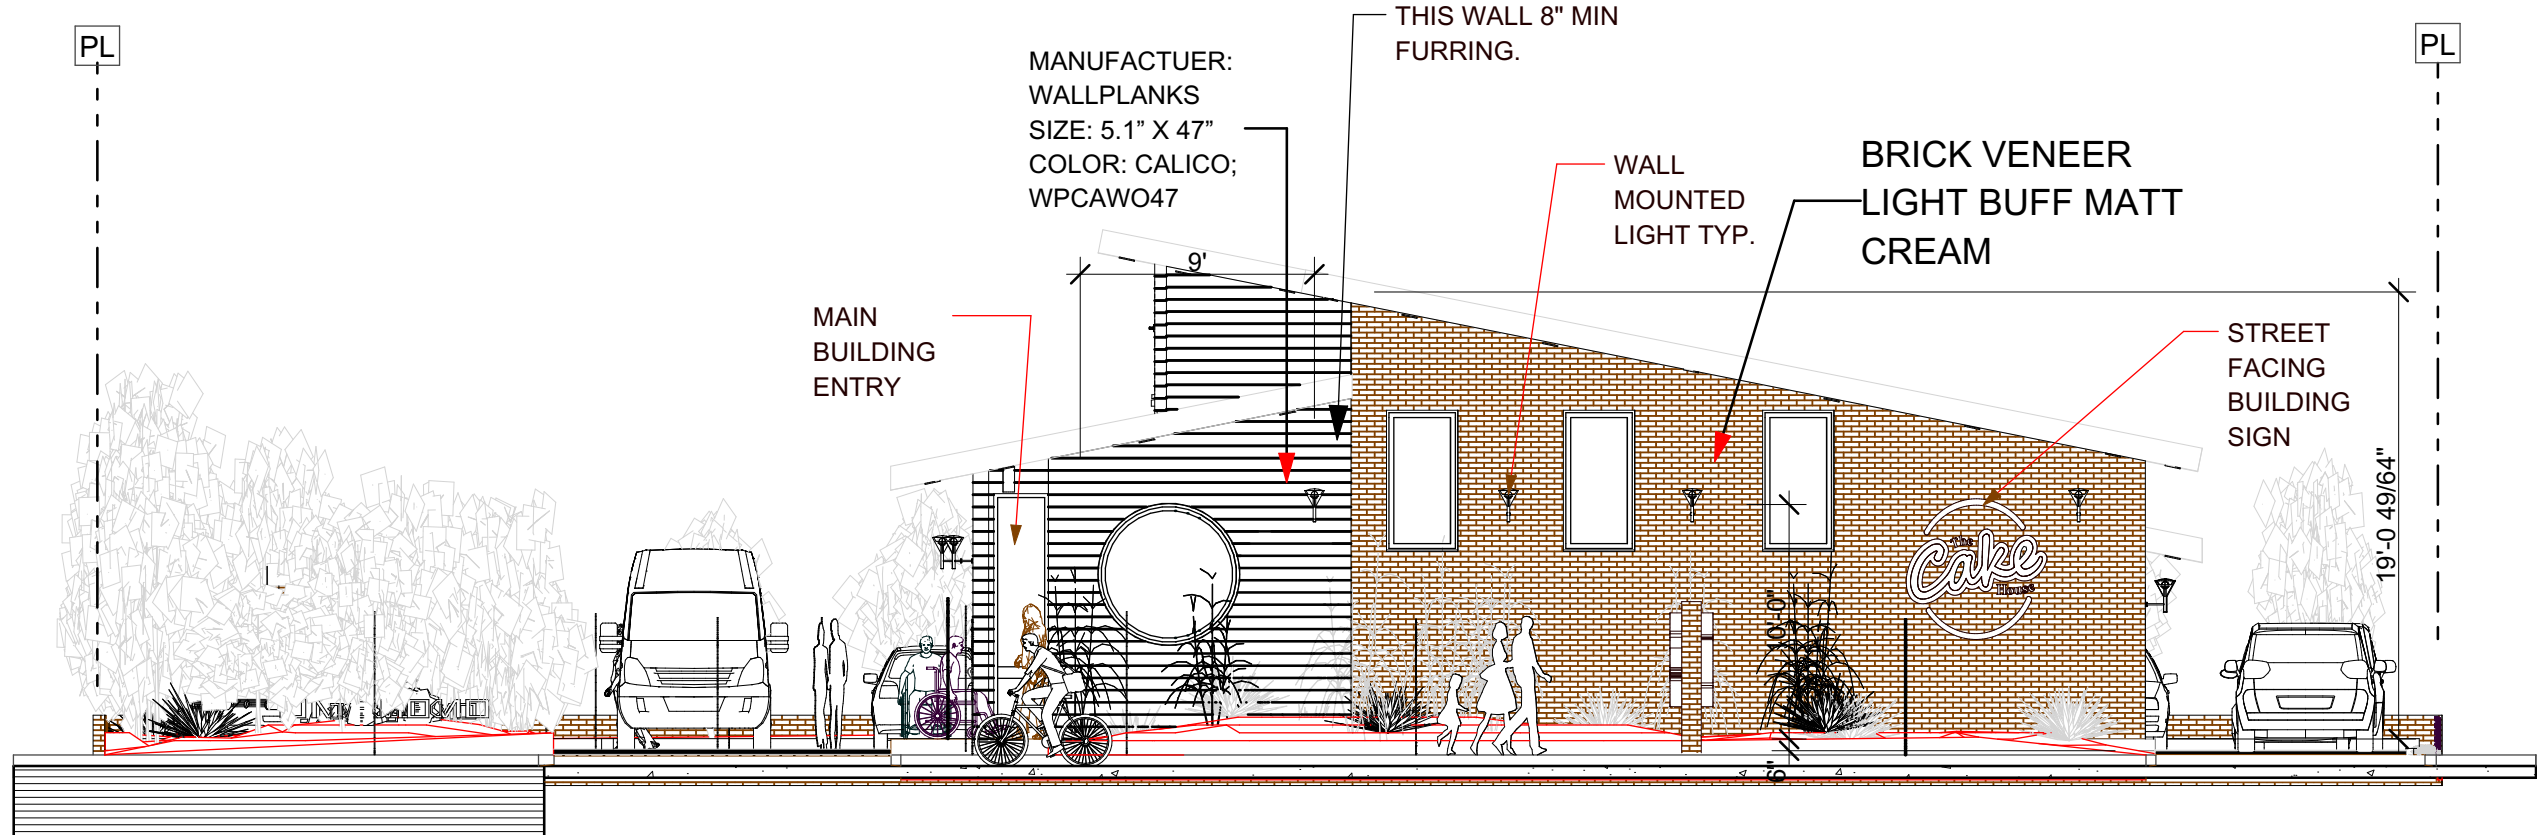 PL
THIS WALL 8" MIN
FURRING.
PL
MANUFACTUER:
WALLPLANKS
SIZE: 5.1” X 47”
COLOR: CALICO;
WPCAWO47
WALL
MOUNTED
LIGHT TYP.
BRICK VENEER
LIGHT BUFF MATT
CREAM
9'
MAIN
BUILDING
ENTRY
STREET
FACING
BUILDING
SIGN
19'-0 49/64"
The
Cake
House
6"